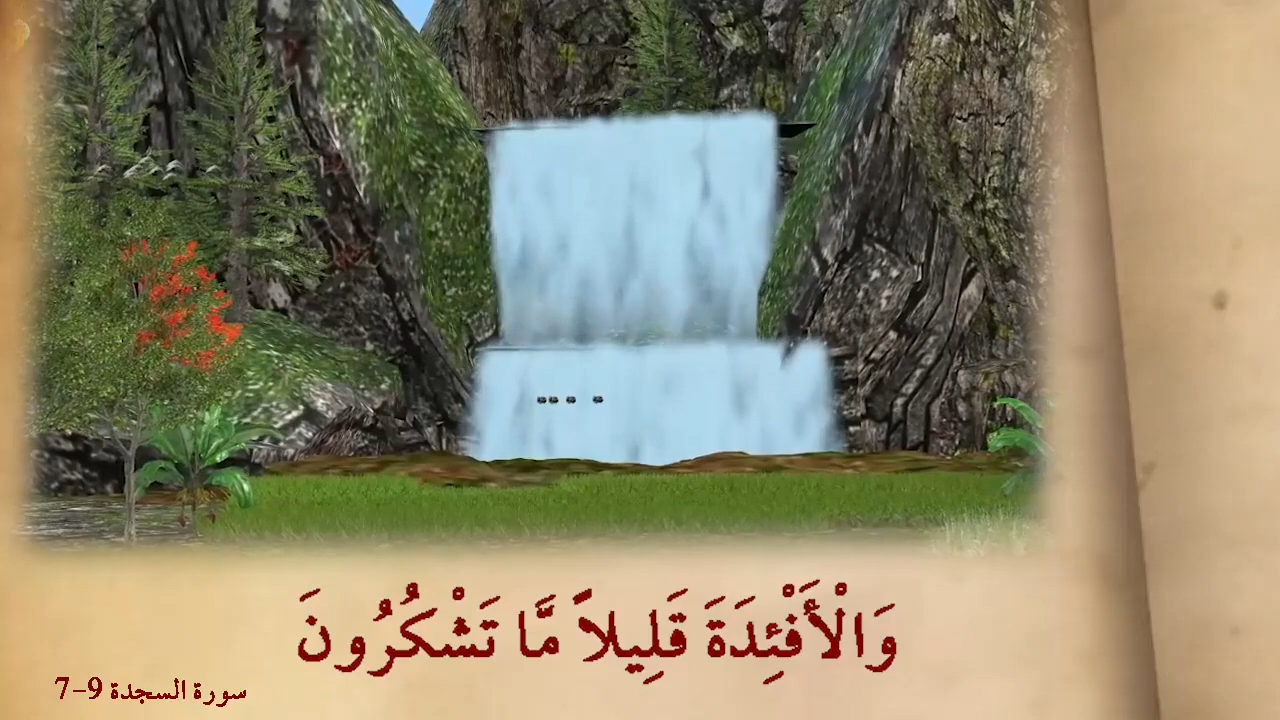 وَالْأَفْئِدَةَ قَلِيلاً مَّا تَشْكُرُونَ
سورة السجدة 9-7